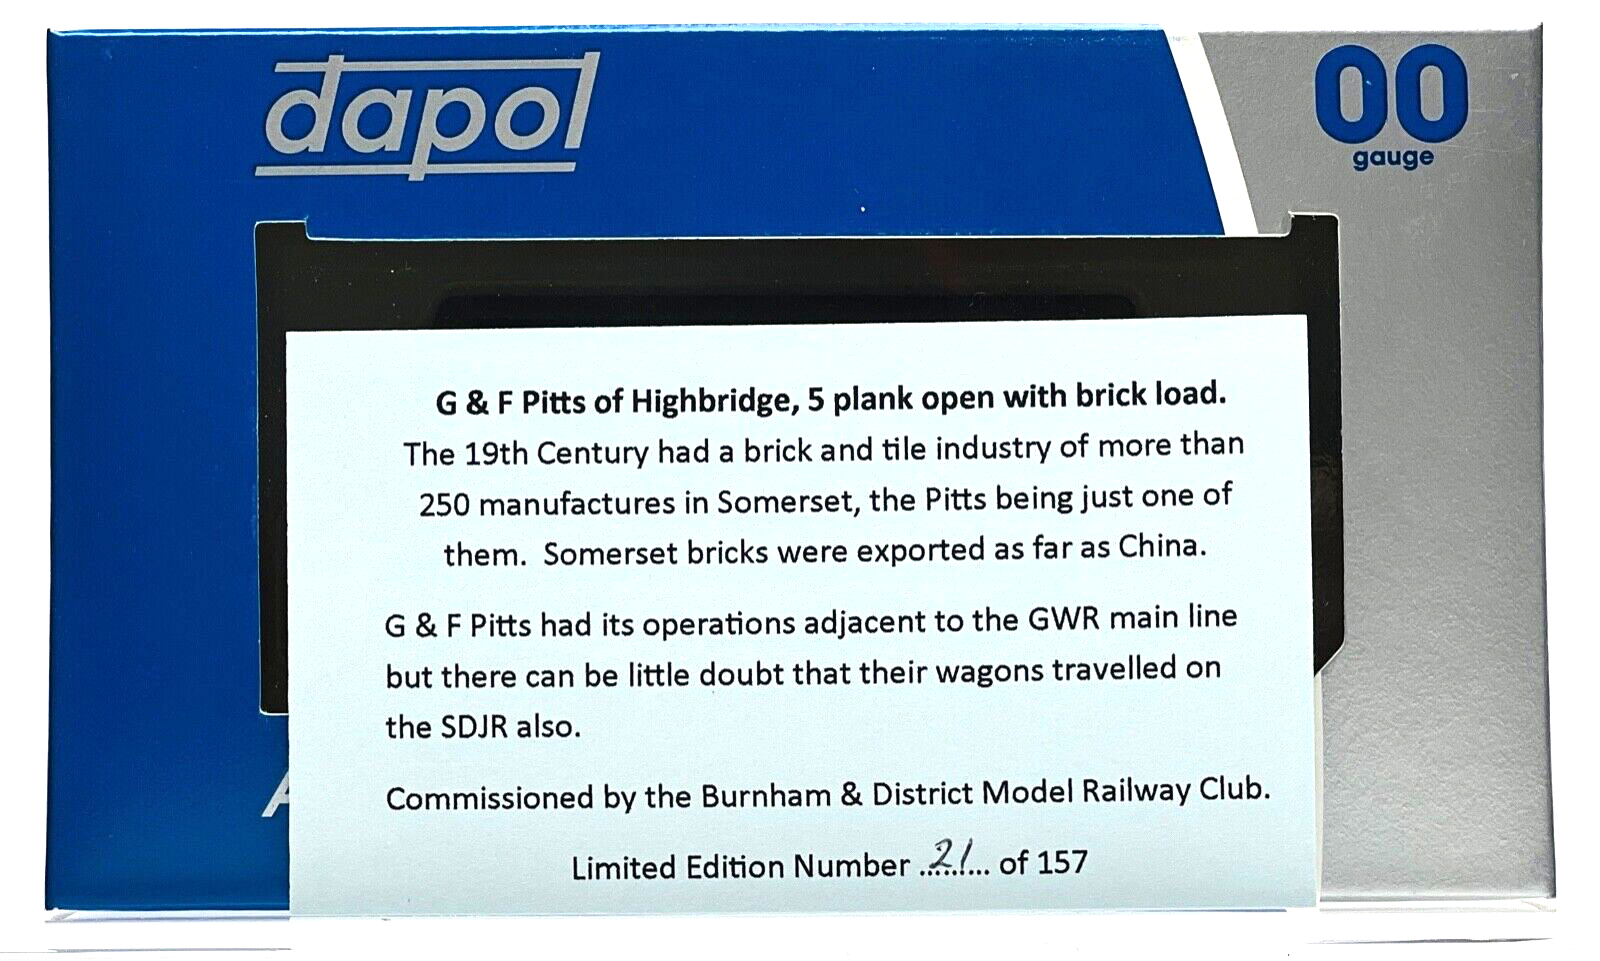 dapol
00
gauge
G & F Pitts of Highbridge, 5 plank open with brick load.
The 19th Century had a brick and tile industry of more than
250 manufactures in Somerset, the Pitts being just one of
them. Somerset bricks were exported as far as China.
G & F Pitts had its operations adjacent to the GWR main line
but there can be little doubt that their wagons travelled on
the SDJR also.
Commissioned by the Burnham & District Model Railway Club.
Limited Edition Number ..21... of 157